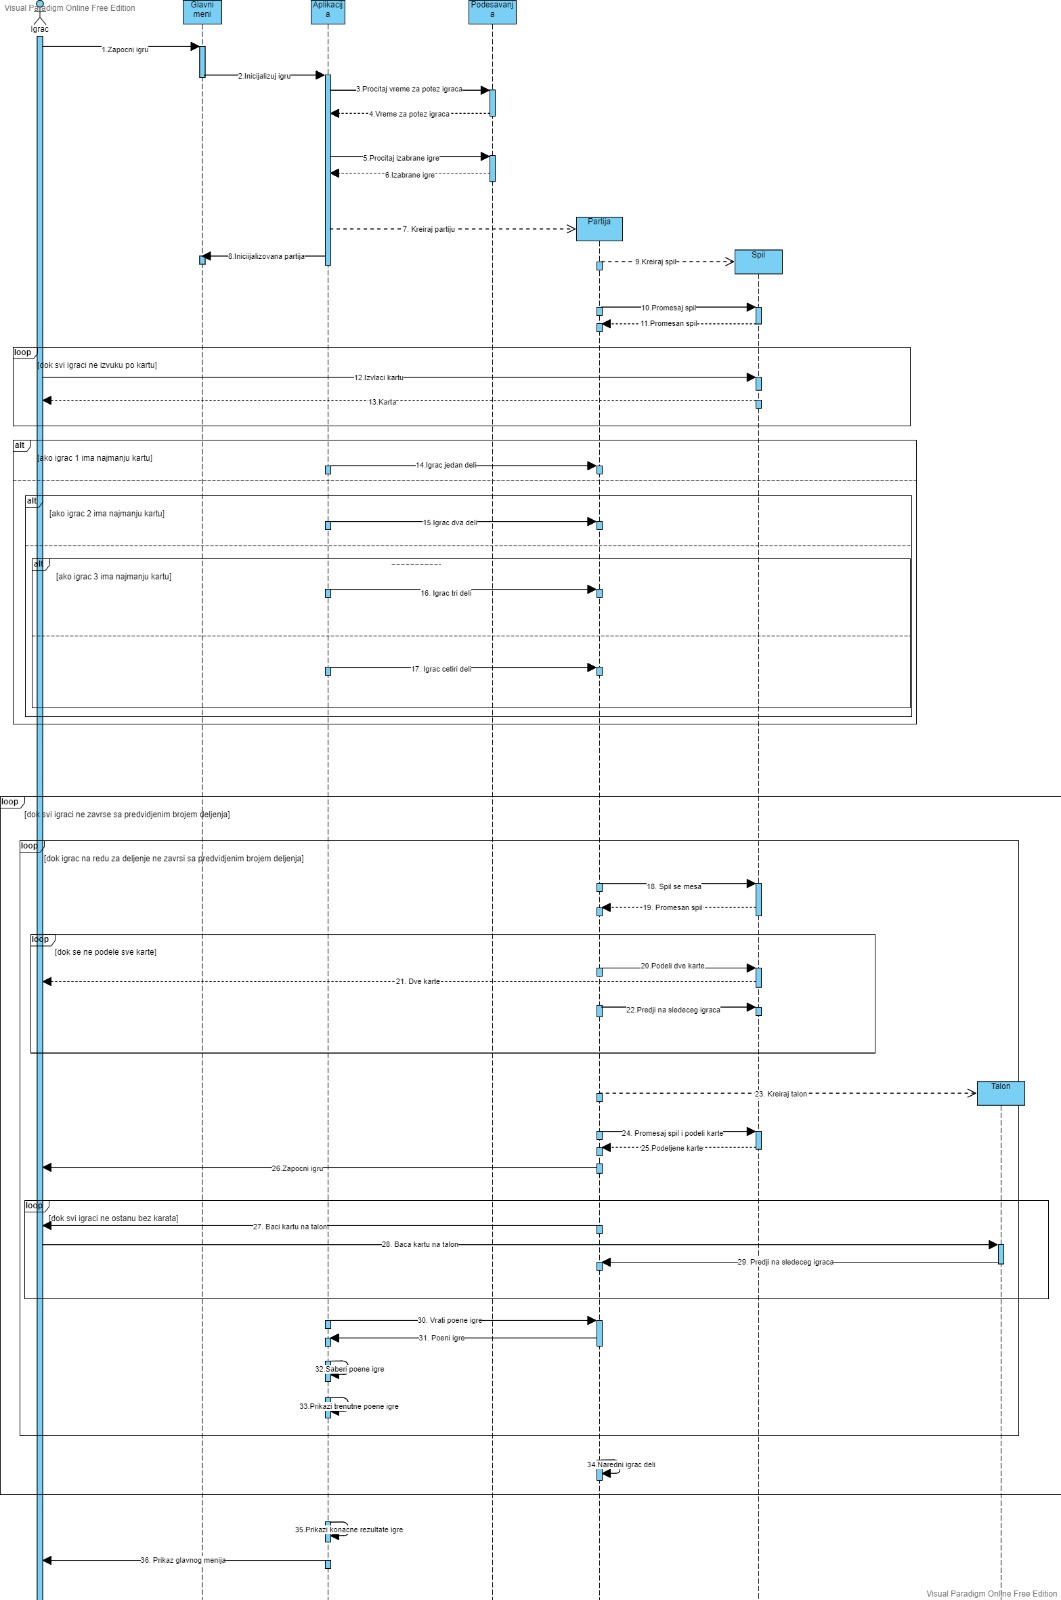 Visual Paradigm Online Free Edition
Igrac
Glavni
meni
Aplikacij
a
Podesavanj
a
1.Zapocni igru
2.Inicijalizuj igru
3.Procitaj vreme za potez igraca
4.Vreme za potez igraca
5.Procitaj izabrane igre
6.Izabrane igre
Partija
7. Kreiraj partiju
8.Iniciijalizovana partija
Spil
9.Kreiraj spil
10.Promesaj spil
11.Promesan spil
loop
[dok svi igraci ne izvuku po kartu]
12.Izvlaci kartu
13.Karta
alt
[ako igrac 1 ima najmanju kartu]
14.Igrac jedan deli
alt
[ako igrac 2 ima najmanju kartu]
15.Igrac dva deli
alt
[ako igrac 3 ima najmanju kartu]
16. Igrac tri deli
17. Igrac cetiri deli
loop
[dok svi igraci ne zavrse sa predvidjenim brojem deljenja]
loop
[dok igrac na redu za deljenje ne zavrsi sa predvidjenim brojem deljenja]
18. Spil se mesa
19. Promesan spil
loop
[dok se ne podele sve karte]
20.Podeli dve karte
21. Dve karte
22.Predji na sledeceg igraca
Talon
23. Kreiraj talon
24. Promesaj spil i podeli karte
25.Podeljene karte
26.Zapocni igru
loop
[dok svi igraci ne ostanu bez karata]
27. Baci kartu na talon
28. Baca kartu na talon
29. Predji na sledeceg igraca
30. Vrati poene igre
31. Poeni igre
32.Saberi poene igre
33.Prikazi trenutne poene igre
34.Naredni igrac deli
35.Prikazi konacne rezultate igre
36. Prikaz glavnog menija
Visual Paradigm Online Free Edition